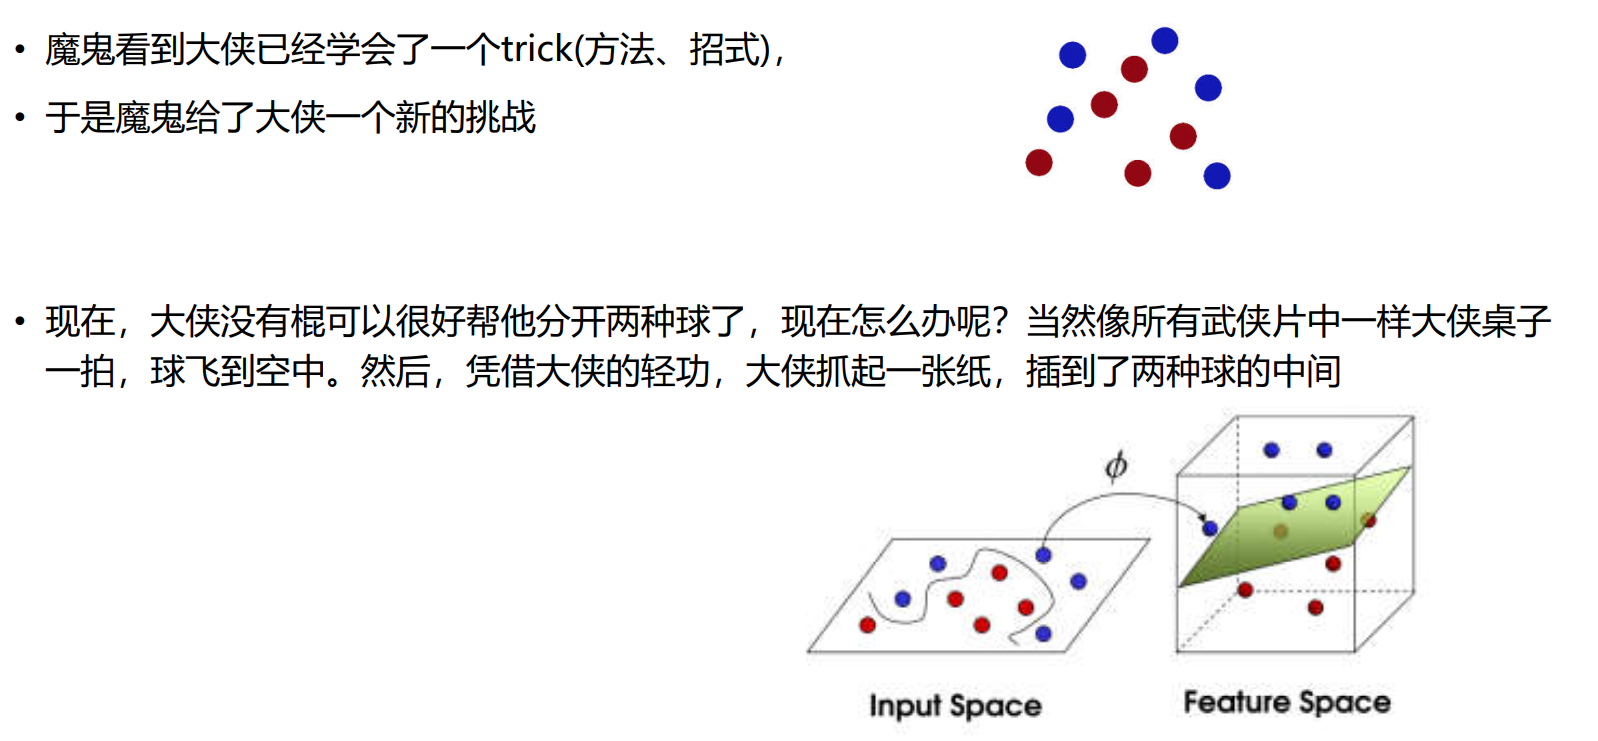 • 魔鬼看到大侠已经学会了一个trick(方法、招式)，
• 于是魔鬼给了大侠一个新的挑战
• 现在，大侠没有棍可以很好帮他分开两种球了，现在怎么办呢？当然像所有武侠片中一样大侠桌子
一拍，球飞到空中。然后，凭借大侠的轻功，大侠抓起一张纸，插到了两种球的中间
ϕ
Input Space
Feature Space